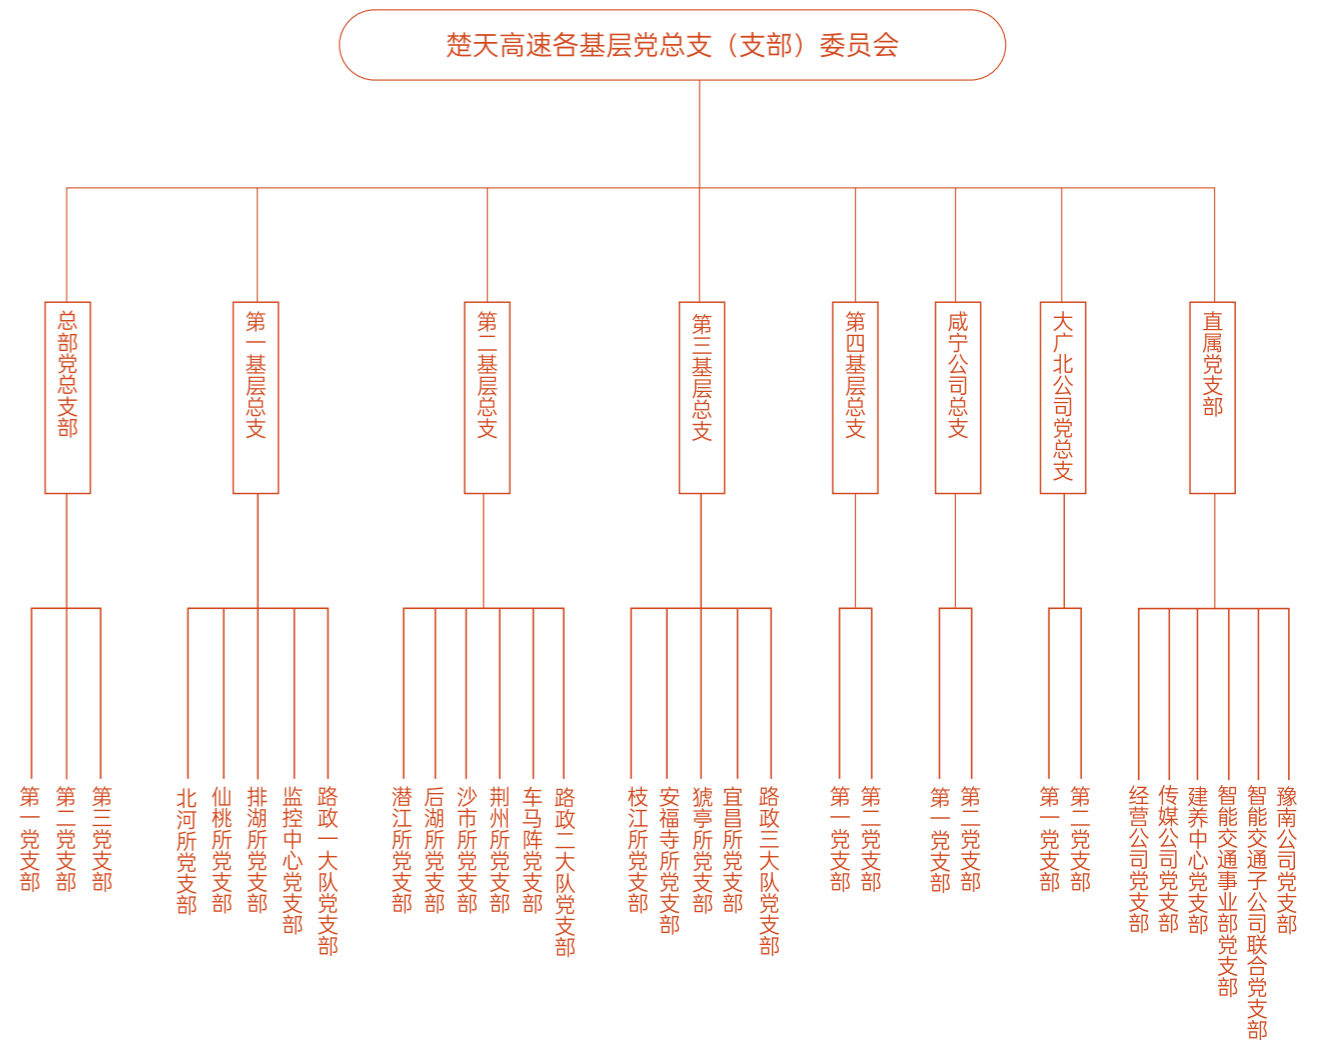 楚天高速各基层党总支（支部）委员会
总部党总支部
第一基层总支
第二基层总支
第三基层总支
第四基层总支
咸宁公司总支
大广北公司党总支
直属党支部
第一党支部
第二党支部
第三党支部
北河所党支部
仙桃所党支部
排湖所党支部
监控中心党支部
路政一大队党支部
潜江所党支部
后湖所党支部
沙市所党支部
荆州所党支部
车马阵党支部
路政二大队党支部
枝江所党支部
安福寺所党支部
猇亭所党支部
宜昌所党支部
路政三大队党支部
第一党支部
第二党支部
第一党支部
第二党支部
第一党支部
第二党支部
经营公司党支部
传媒公司党支部
建养中心党支部
智能交通事业部党支部
智能交通子公司联合党支部
豫南公司党支部